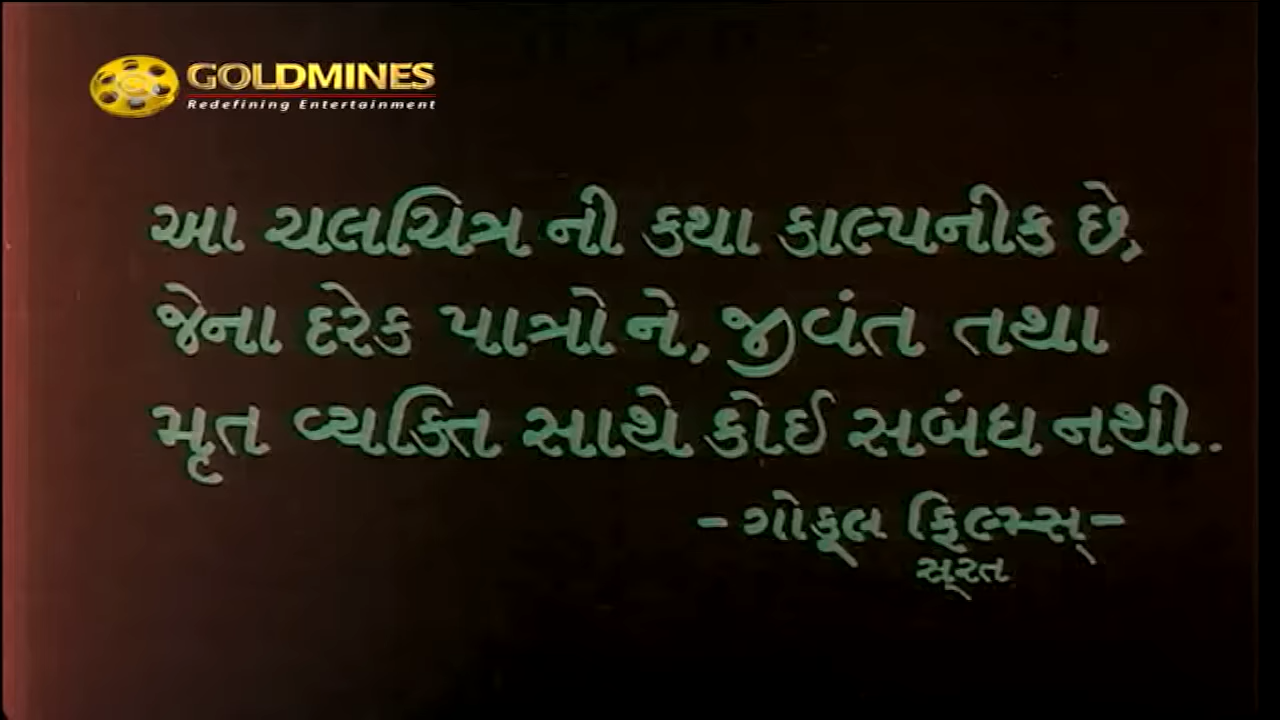 GOLDMINES
Redefining Entertainment
આ ચલચિત્ર ની કથા કાલ્પનીક છે,
જેના દરેક પાત્રો ને, જીવંત તથા
મૃત વ્યક્તિ સાથે કોઈ સબંધ નથી.
-ગોકૂલ ફિલ્મ્સ્-
સૂરત